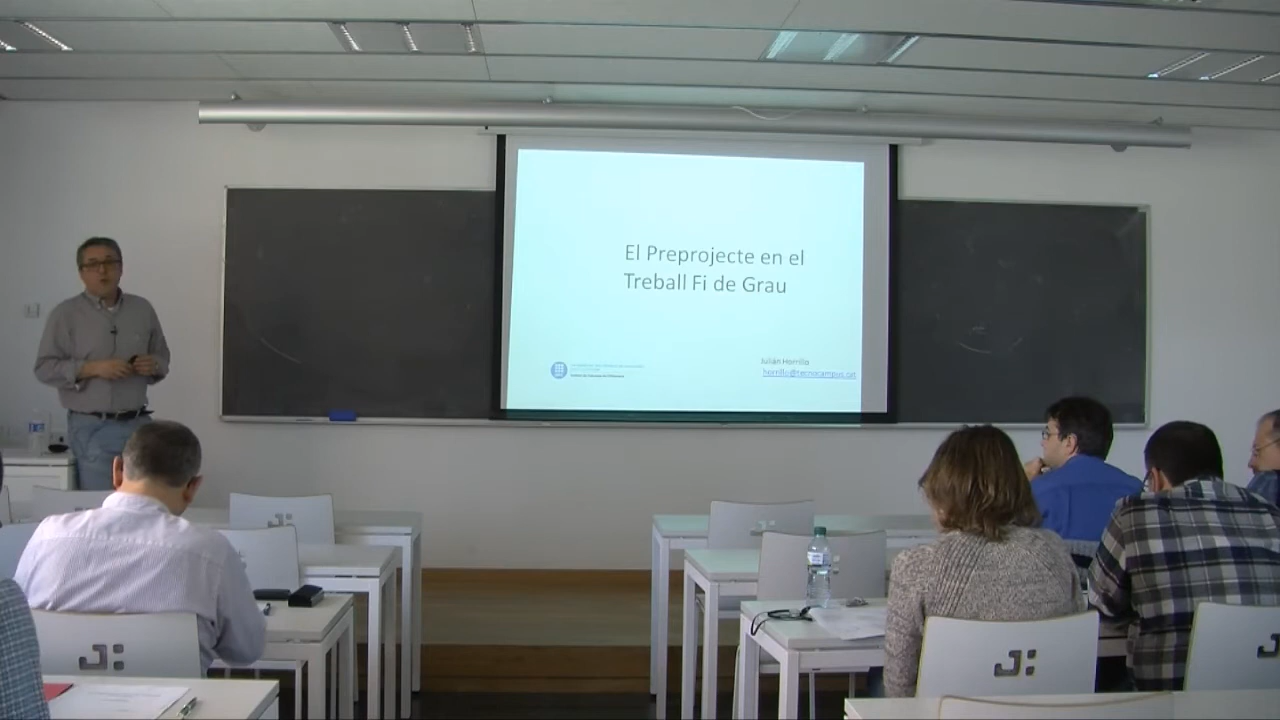 El Preprojecte en el
Treball Fi de Grau
Julián Horrillo
horrillo@tecnocampus.cat
J:
J: